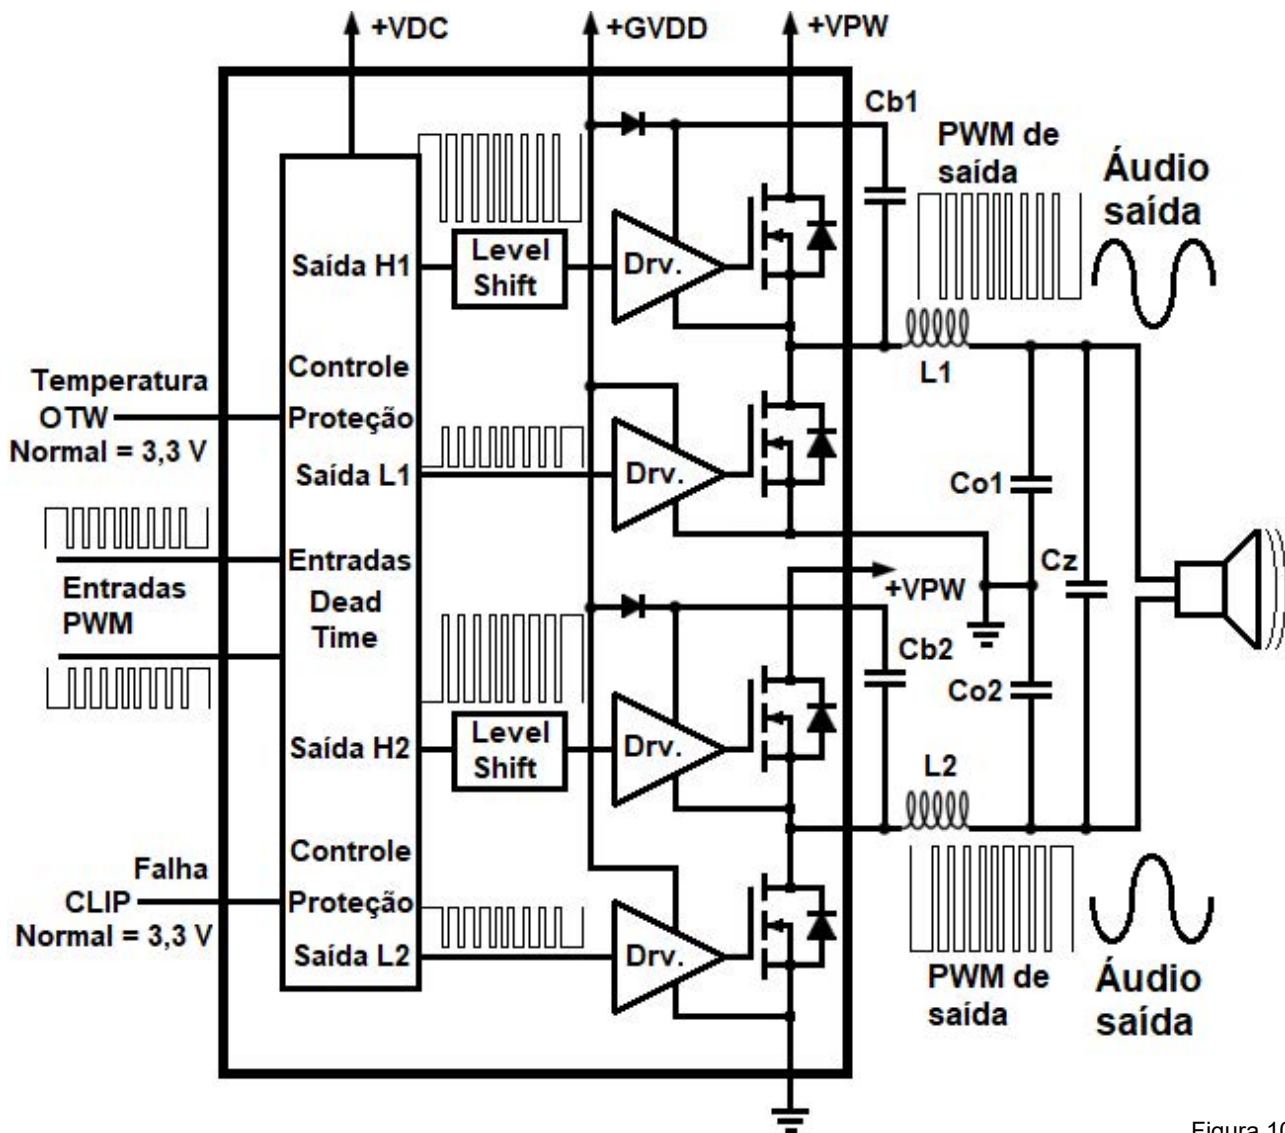 +VDC
+GVDD
+VPW
Cb1
PWM de
saída
Áudio
saída
Saída H1
Level
Shift
Drv.
L1
Temperatura
OTW
Normal = 3,3 V
Controle
Proteção
Saída L1
Drv.
Co1
Cz
Entradas
PWM
Entradas
Dead
Time
+VPW
Cb2
Co2
Saída H2
Level
Shift
Drv.
L2
Falha
CLIP
Normal = 3,3 V
Controle
Proteção
Saída L2
Drv.
PWM de
saída
Áudio
saída